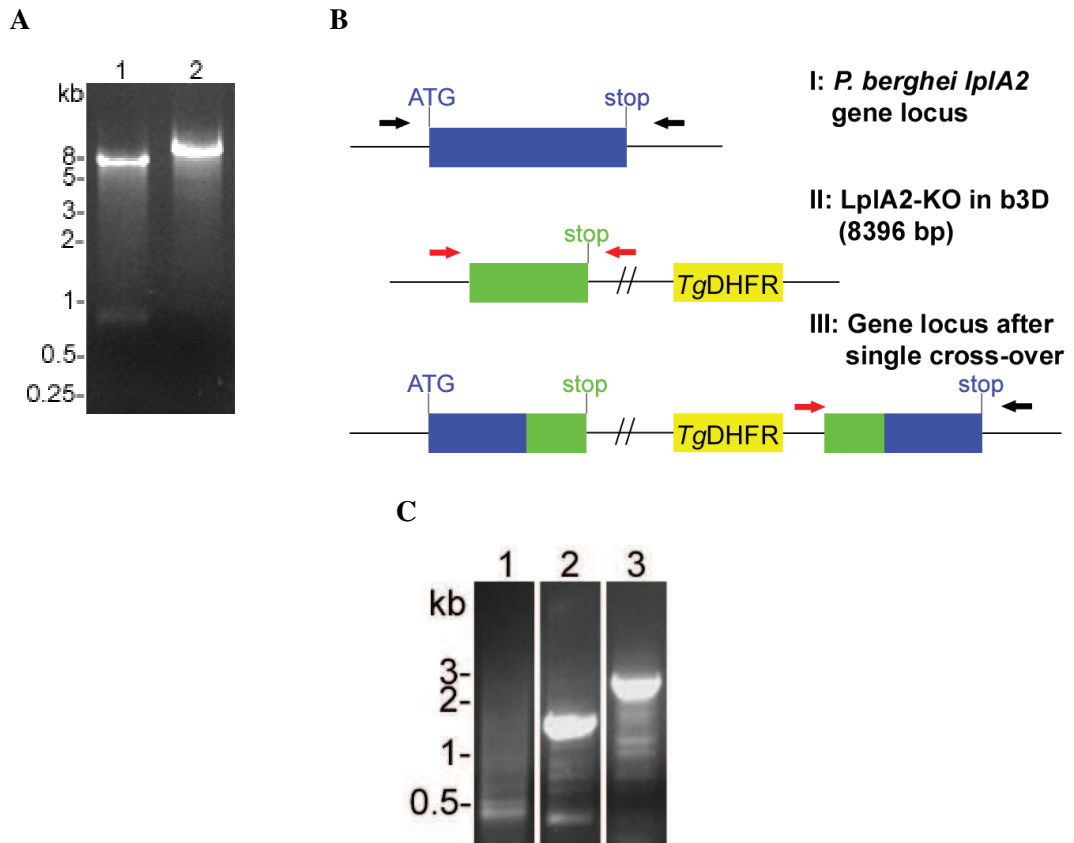 A
B
1 2
kb
8-
5-
3-
2-
1-
0.5-
0.25-
ATG stop
I: P. berghei lplA2
gene locus
stop
TgDHFR
II: LplA2-KO in b3D
(8396 bp)
III: Gene locus after
single cross-over
ATG stop stop
TgDHFR
C
1 2 3
kb
3-
2-
1-
0.5-